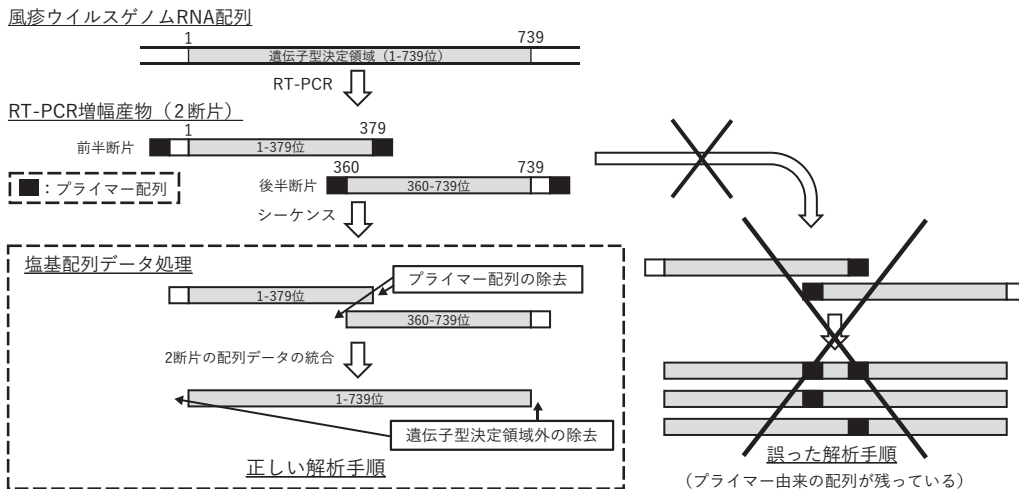 風疹ウイルスゲノムRNA配列
1 739
遺伝子型決定領域（1-739位）
RT-PCR
RT-PCR増幅産物（2断片）
1 379
前半断片 1-379位
360 739
■：プライマー配列
後半断片 360-739位
シーケンス
塩基配列データ処理
プライマー配列の除去
1-379位
360-739位
2断片の配列データの統合
1-739位
遺伝子型決定領域外の除去
正しい解析手順
誤った解析手順
（プライマー由来の配列が残っている）